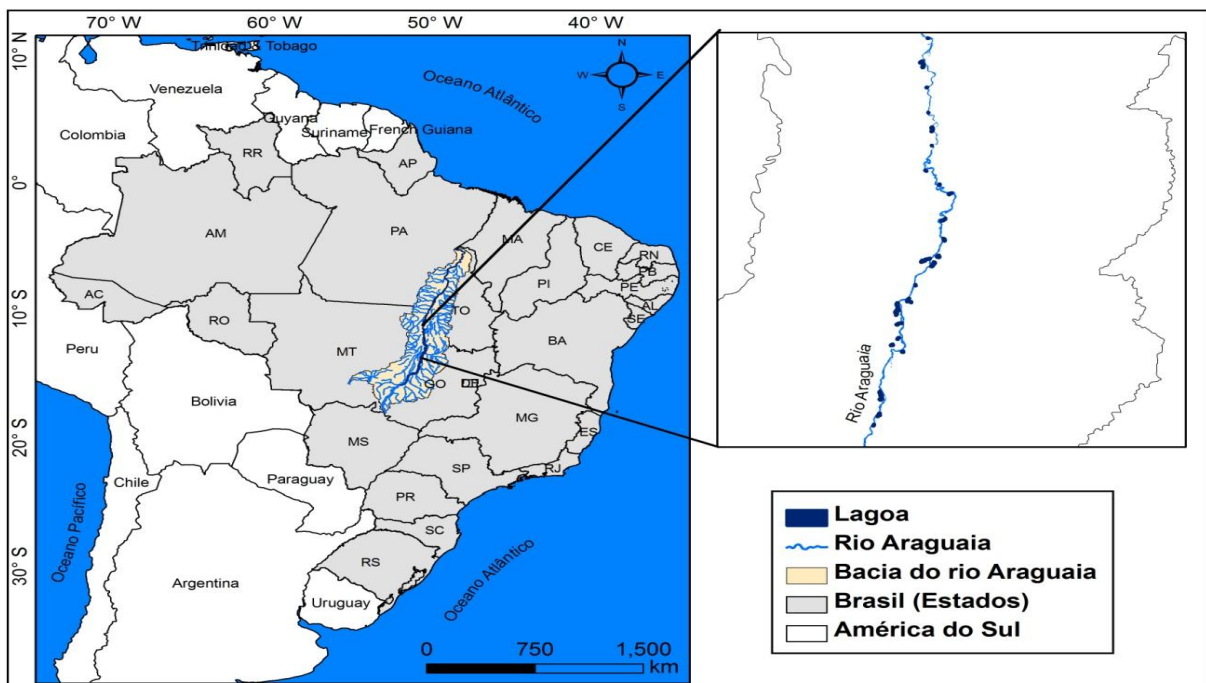 70° W 60° W 50° W 40° W
10°N
0°
10° S
20° S
30° S
Trinidad & Tobago
Venezuela
Guyana
Suriname
French Guiana
Colombia
Oceano Atlântico
N
W E
S
RR
AP
AM
PA
MA
CE
RN
PB
PE
AL
SE
PI
AC
RO
TO
BA
MT
Peru
Bolivia
GO
DF
MG
ES
MS
SP
RJ
Paraguay
Chile
PR
SC
RS
Oceano Pacífico
Argentina
Uruguay
Oceano Atlântico
0 750 1,500
km
Rio Araguaia
Lagoa
Rio Araguaia
Bacia do rio Araguaia
Brasil (Estados)
América do Sul